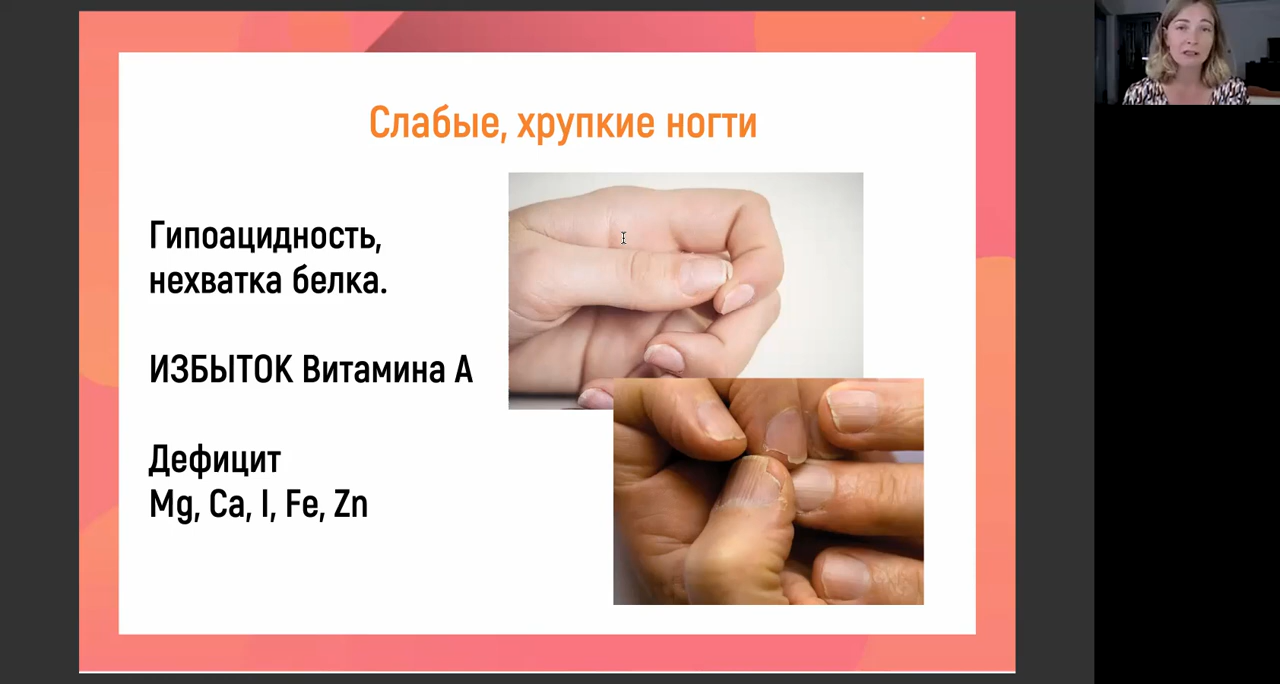 Слабые, хрупкие ногти
Гипоацидность,
нехватка белка.
ИЗБЫТОК Витамина А
Дефицит
Mg, Ca, I, Fe, Zn